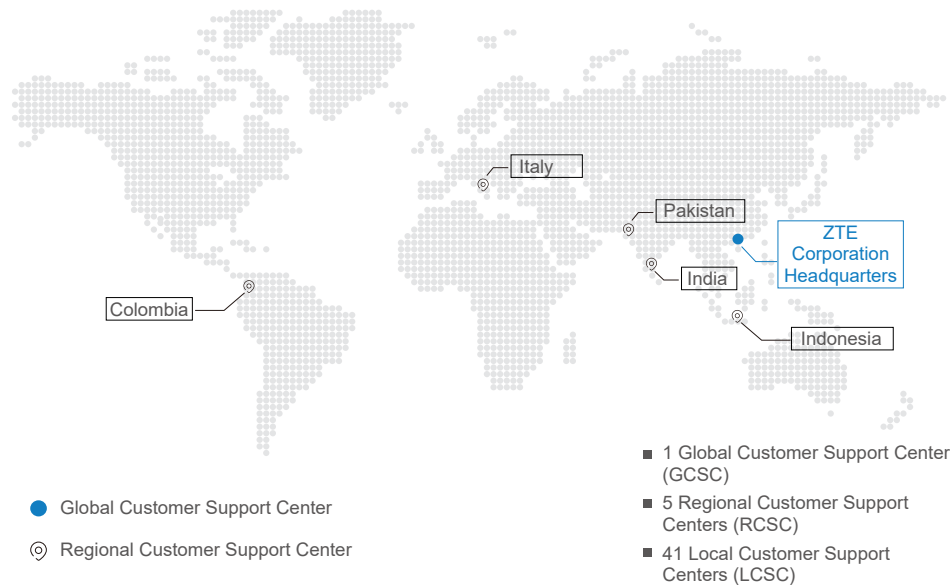 Italy
Pakistan
ZTE
Corporation
Headquarters
India
Colombia
Indonesia
1 Global Customer Support Center
(GCSC)
5 Regional Customer Support
Centers (RCSC)
41 Local Customer Support
Centers (LCSC)
Global Customer Support Center
Regional Customer Support Center